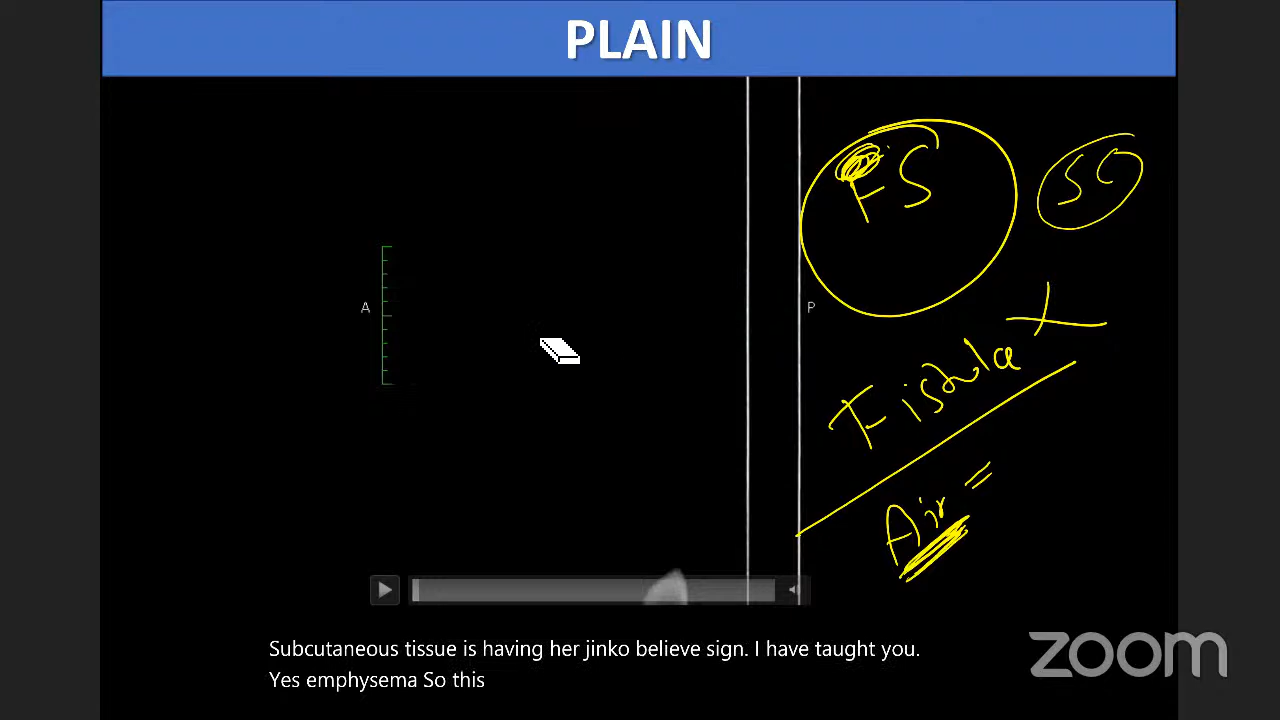 PLAIN
FS
SC
A
P
Fistula
Air =
Subcutaneous tissue is having her jinko believe sign. I have taught you.
Yes emphysema So this
zoom